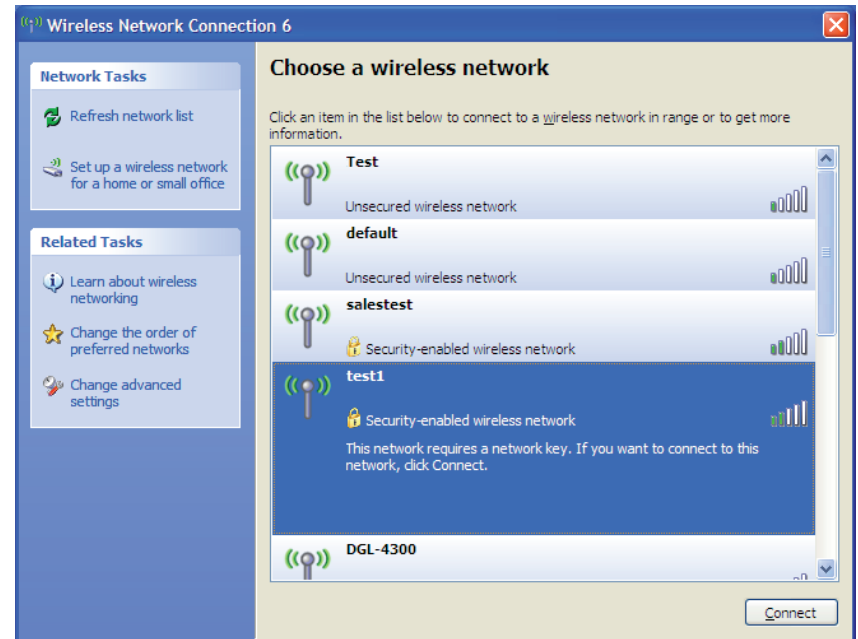 Wireless Network Connection 6
Network Tasks
Refresh network list
Set up a wireless network
for a home or small office
Related Tasks
Learn about wireless
networking
Change the order of
preferred networks
Change advanced
settings
Choose a wireless network
Click an item in the list below to connect to a wireless network in range or to get more
information.
Test
Unsecured wireless network
default
Unsecured wireless network
salestest
Security-enabled wireless network
test1
Security-enabled wireless network
This network requires a network key. If you want to connect to this
network, click Connect.
DGL-4300
Connect